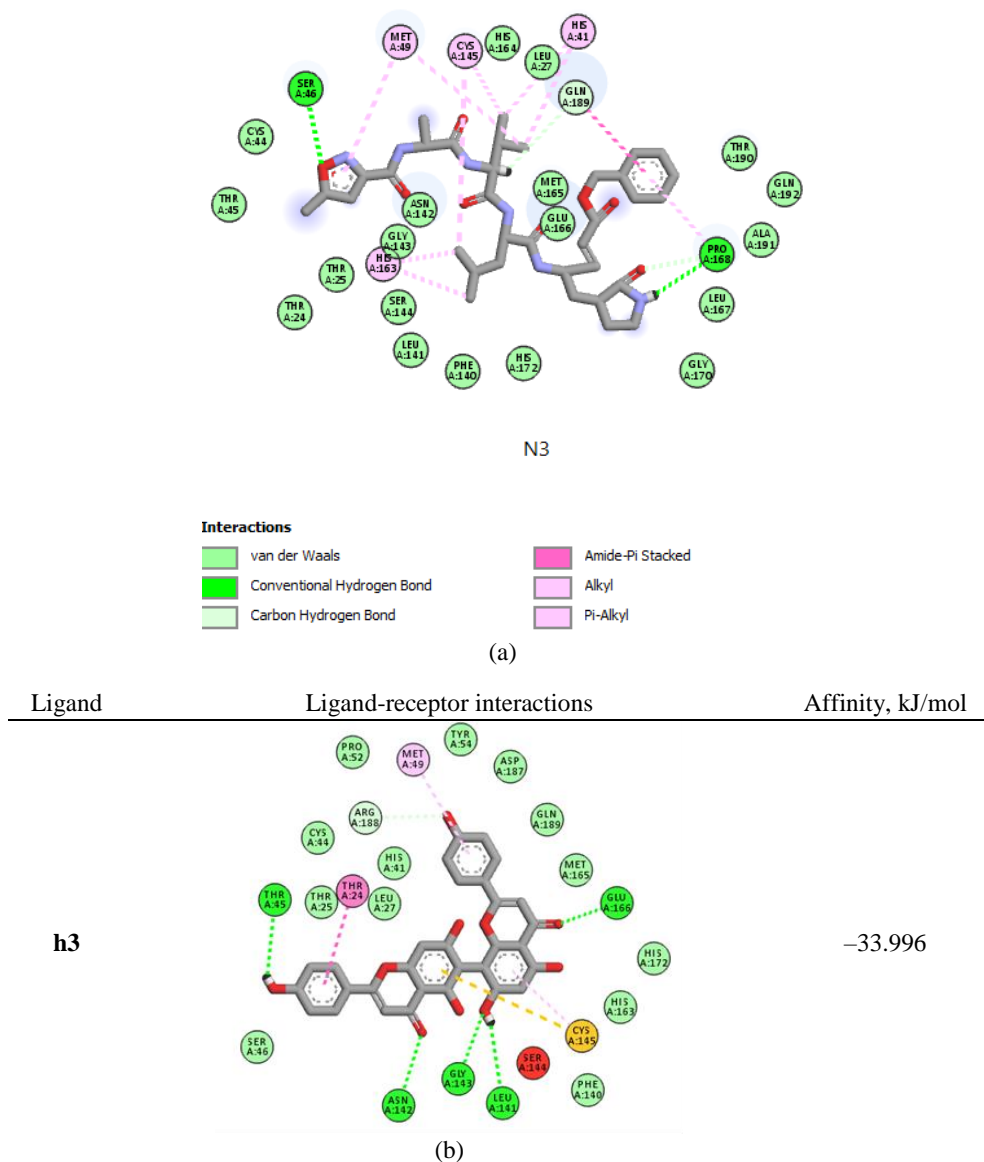 MET
A:49
CYS
A:145
HIS
A:164
HIS
A:41
LEU
A:27
SER
A:46
GLN
A:189
CYS
A:44
THR
A:190
GLN
A:192
THR
A:45
ASN
A:142
MET
A:165
GLU
A:166
GLY
A:143
HIS
A:163
ALA
A:191
PRO
A:168
THR
A:25
THR
A:24
SER
A:144
LEU
A:167
LEU
A:141
PHE
A:140
HIS
A:172
GLY
A:170
N3
Interactions
van der Waals
Amide-Pi Stacked
Conventional Hydrogen Bond
Alkyl
Carbon Hydrogen Bond
Pi-Alkyl
(a)
Ligand Ligand-receptor interactions Affinity, kJ/mol
PRO
A:52
MET
A:49
TYR
A:54
ASP
A:187
ARG
A:188
GLN
A:189
CYS
A:44
HIS
A:41
MET
A:165
THR
A:45
THR
A:25
THR
A:24
LEU
A:27
GLU
A:166
h3
–33.996
HIS
A:172
HIS
A:163
SER
A:46
CYS
A:145
SER
A:144
GLY
A:143
PHE
A:140
ASN
A:142
LEU
A:141
(b)